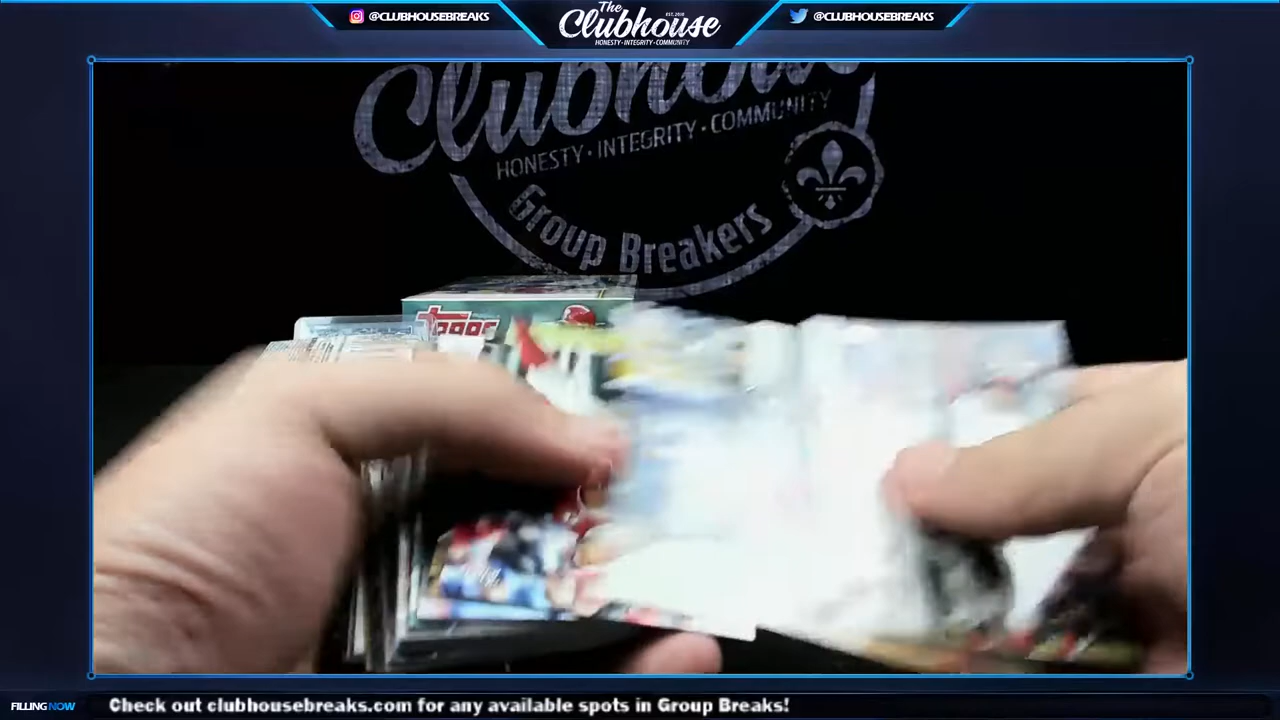 @CLUBHOUSEBREAKS
The
Clubhouse
EST. 2018
HONESTY·INTEGRITY·COMMUNITY
@CLUBHOUSEBREAKS
Clubhouse
HONESTY·INTEGRITY·COMMUNITY
Group Breakers
Topps
FILLING NOW
Check out clubhousebreaks.com for any available spots in Group Breaks!